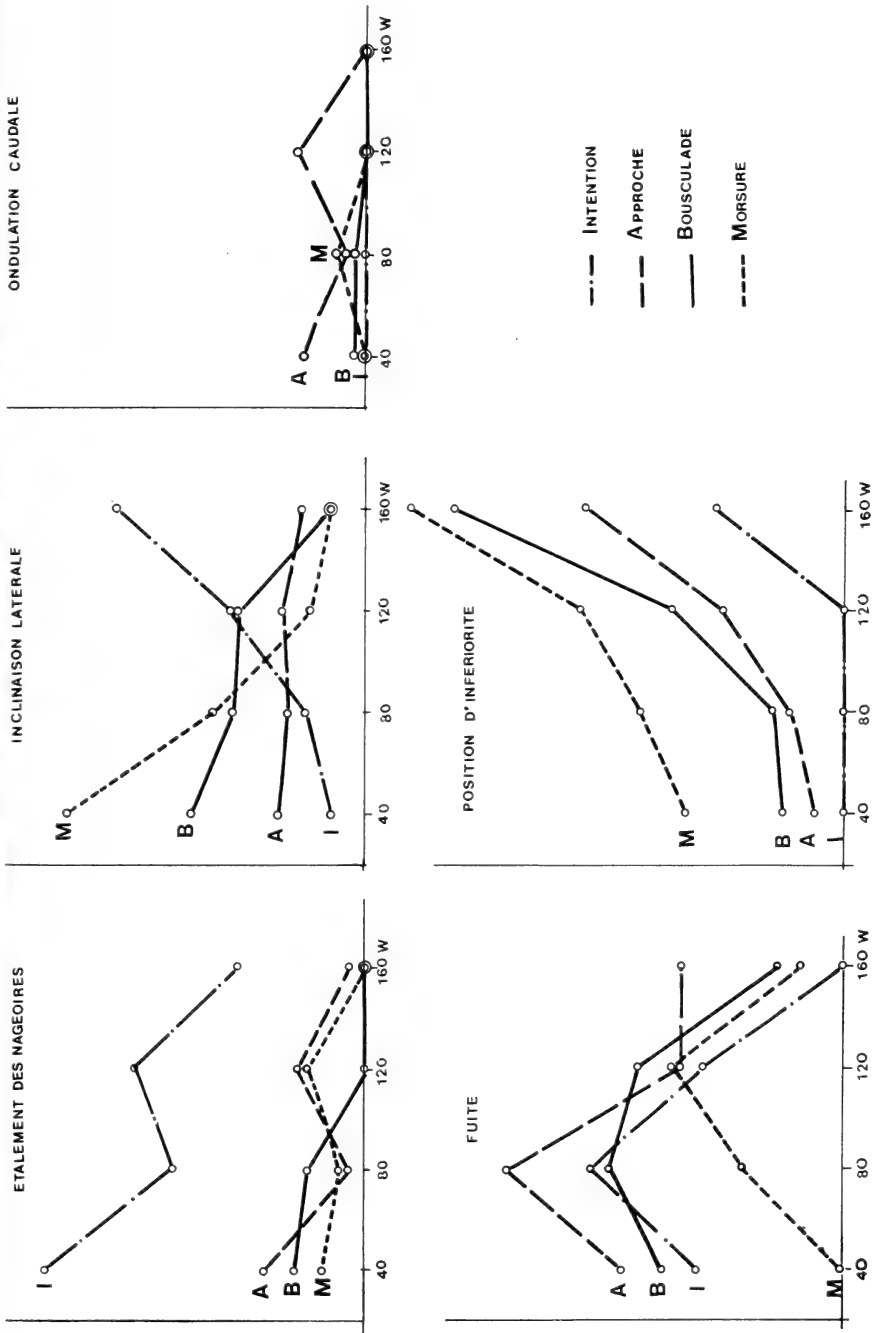 ETALEMENT DES NAGEOIRES
I
A
B
M
40
80
120
160 W
INCLINAISON LATERALE
M
B
A
I
40
80
120
160 W
ONDULATION CAUDALE
A
B
I
M
40
80
120
160 W
FUITE
A
B
I
M
40
80
120
160 W
POSITION D'INFERIORITE
M
B
A
I
40
80
120
160 W
INTENTION
APPROCHE
BOUSCULADE
MORSURE